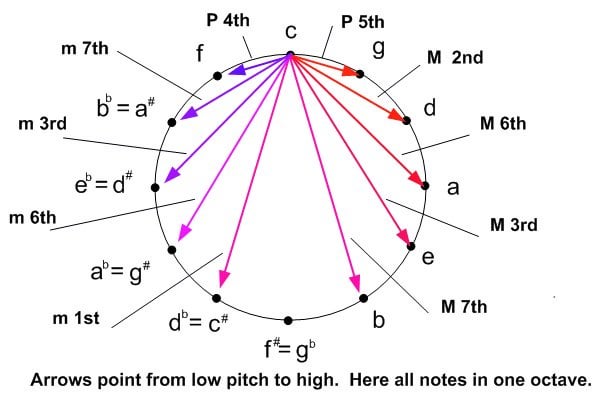 P 4th
c
P 5th
f
g
m 7th
M 2nd
b♭ = a#
d
m 3rd
M 6th
e♭ = d#
a
m 6th
M 3rd
a♭ = g#
e
m 1st
M 7th
d♭ = c#
b
f# = g♭
Arrows point from low pitch to high. Here all notes in one octave.